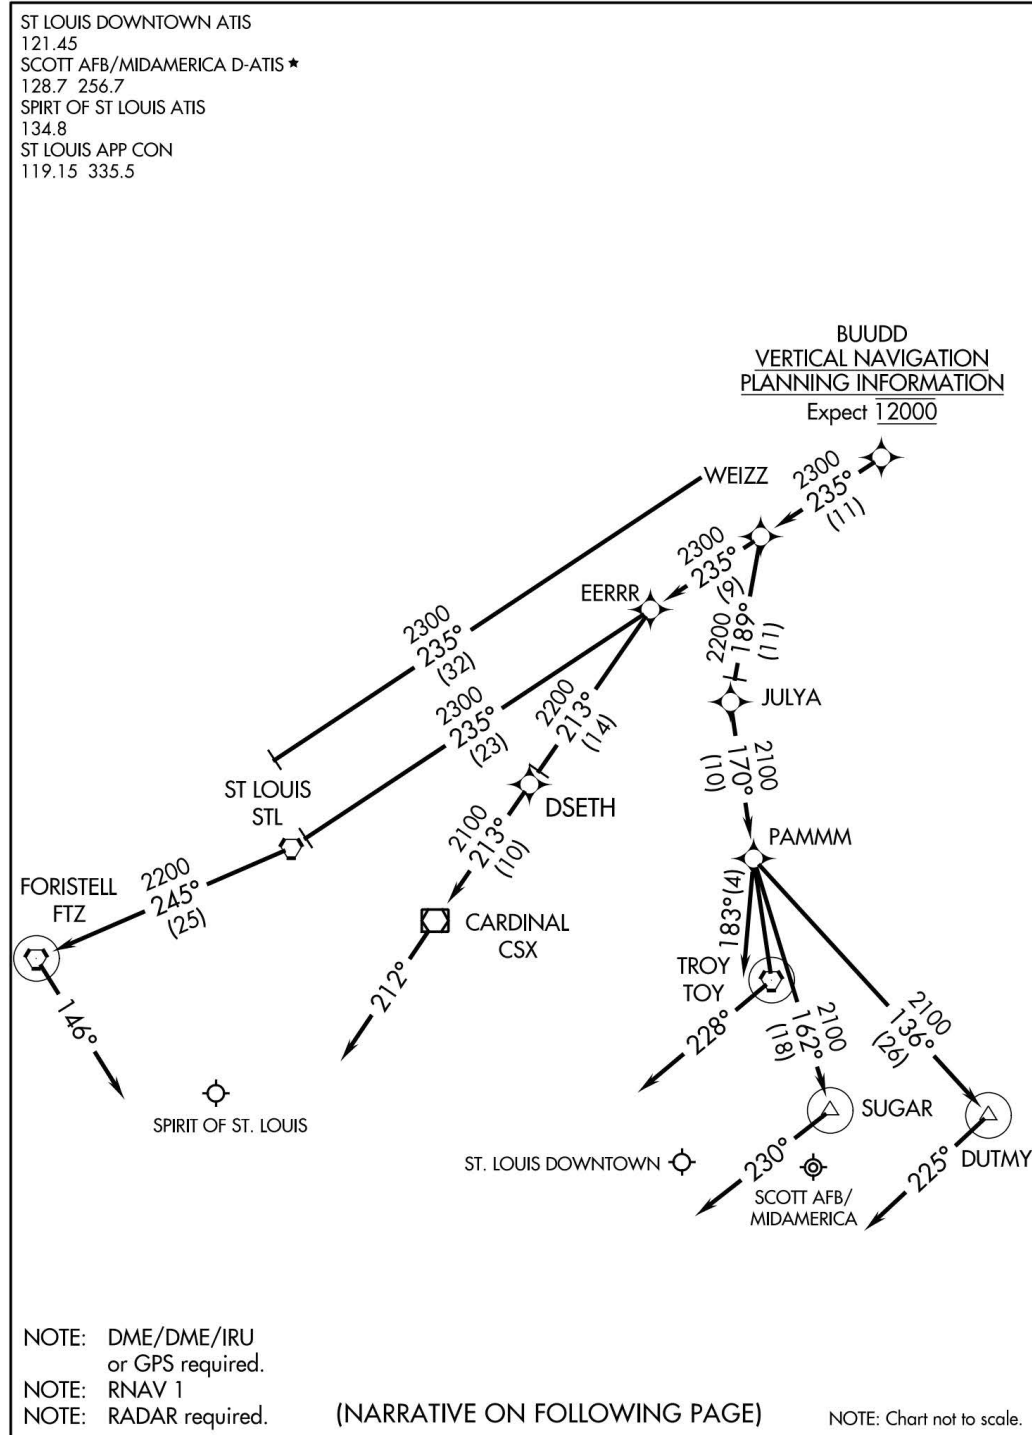 ST LOUIS DOWNTOWN ATIS
121.45
SCOTT AFB/MIDAMERICA D-ATIS ★
128.7 256.7
SPIRT OF ST LOUIS ATIS
134.8
ST LOUIS APP CON
119.15 335.5
BUUDD
VERTICAL NAVIGATION
PLANNING INFORMATION
Expect 12000
2300
235°
(11)
WEIZZ
2300
235°
(9)
EERRR
2300
235°
(32)
2200
189°
(11)
2300
235°
(23)
2200
213°
(14)
JULYA
ST LOUIS
STL
DSETH
2100
170°
(10)
2100
213°
(10)
PAMMM
2200
245°
(25)
FORISTELL
FTZ
CARDINAL
CSX
183° (4)
TROY
TOY
212°
146°
228°
2100
162°
(18)
2100
136°
(26)
SUGAR
SPIRIT OF ST. LOUIS
DUTMY
ST. LOUIS DOWNTOWN
230°
225°
SCOTT AFB/
MIDAMERICA
NOTE: DME/DME/IRU
or GPS required.
NOTE: RNAV 1
NOTE: RADAR required.
(NARRATIVE ON FOLLOWING PAGE)
NOTE: Chart not to scale.